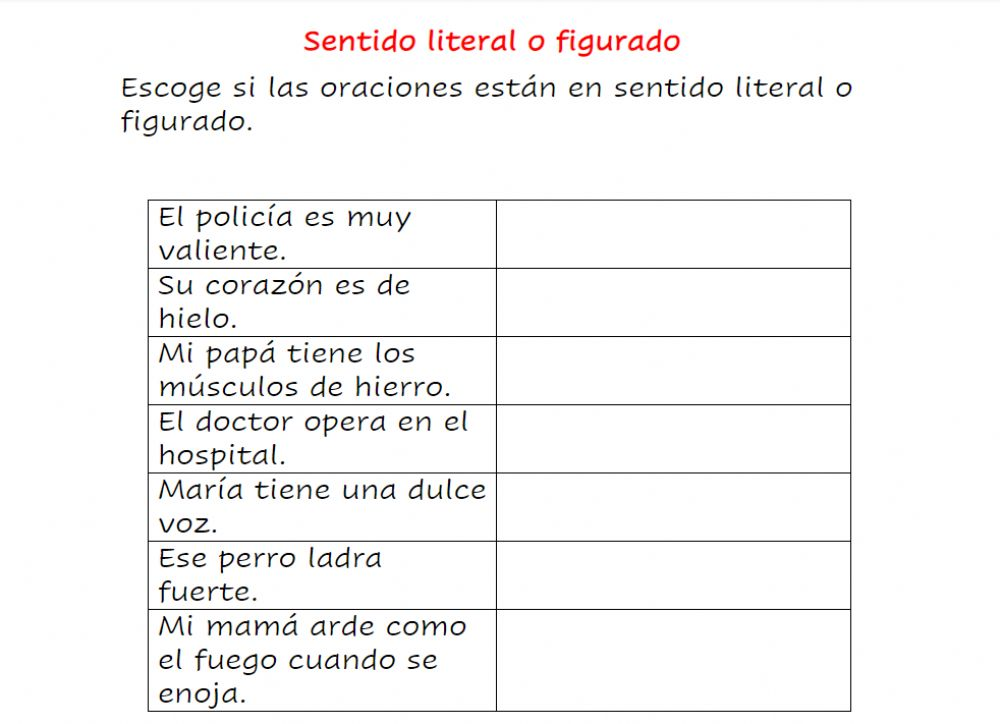 Sentido literal o figurado
Escoge si las oraciones están en sentido literal o
figurado.
El policía es muy
valiente.
Su corazón es de
hielo.
Mi papá tiene los
músculos de hierro.
El doctor opera en el
hospital.
María tiene una dulce
voz.
Ese perro ladra
fuerte.
Mi mamá arde como
el fuego cuando se
enoja.